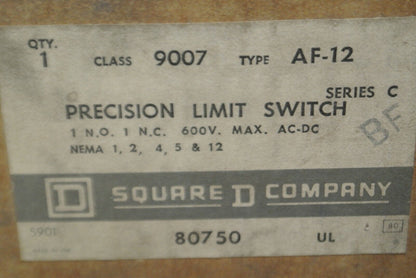 QTY.
1 CLASS 9007 TYPE AF-12
SERIES C
PRECISION LIMIT SWITCH
1 N.O. 1 N.C. 600V. MAX. AC-DC
BF
NEMA 1, 2, 4, 5 & 12
D SQUARE D COMPANY
5901
80
80750 UL